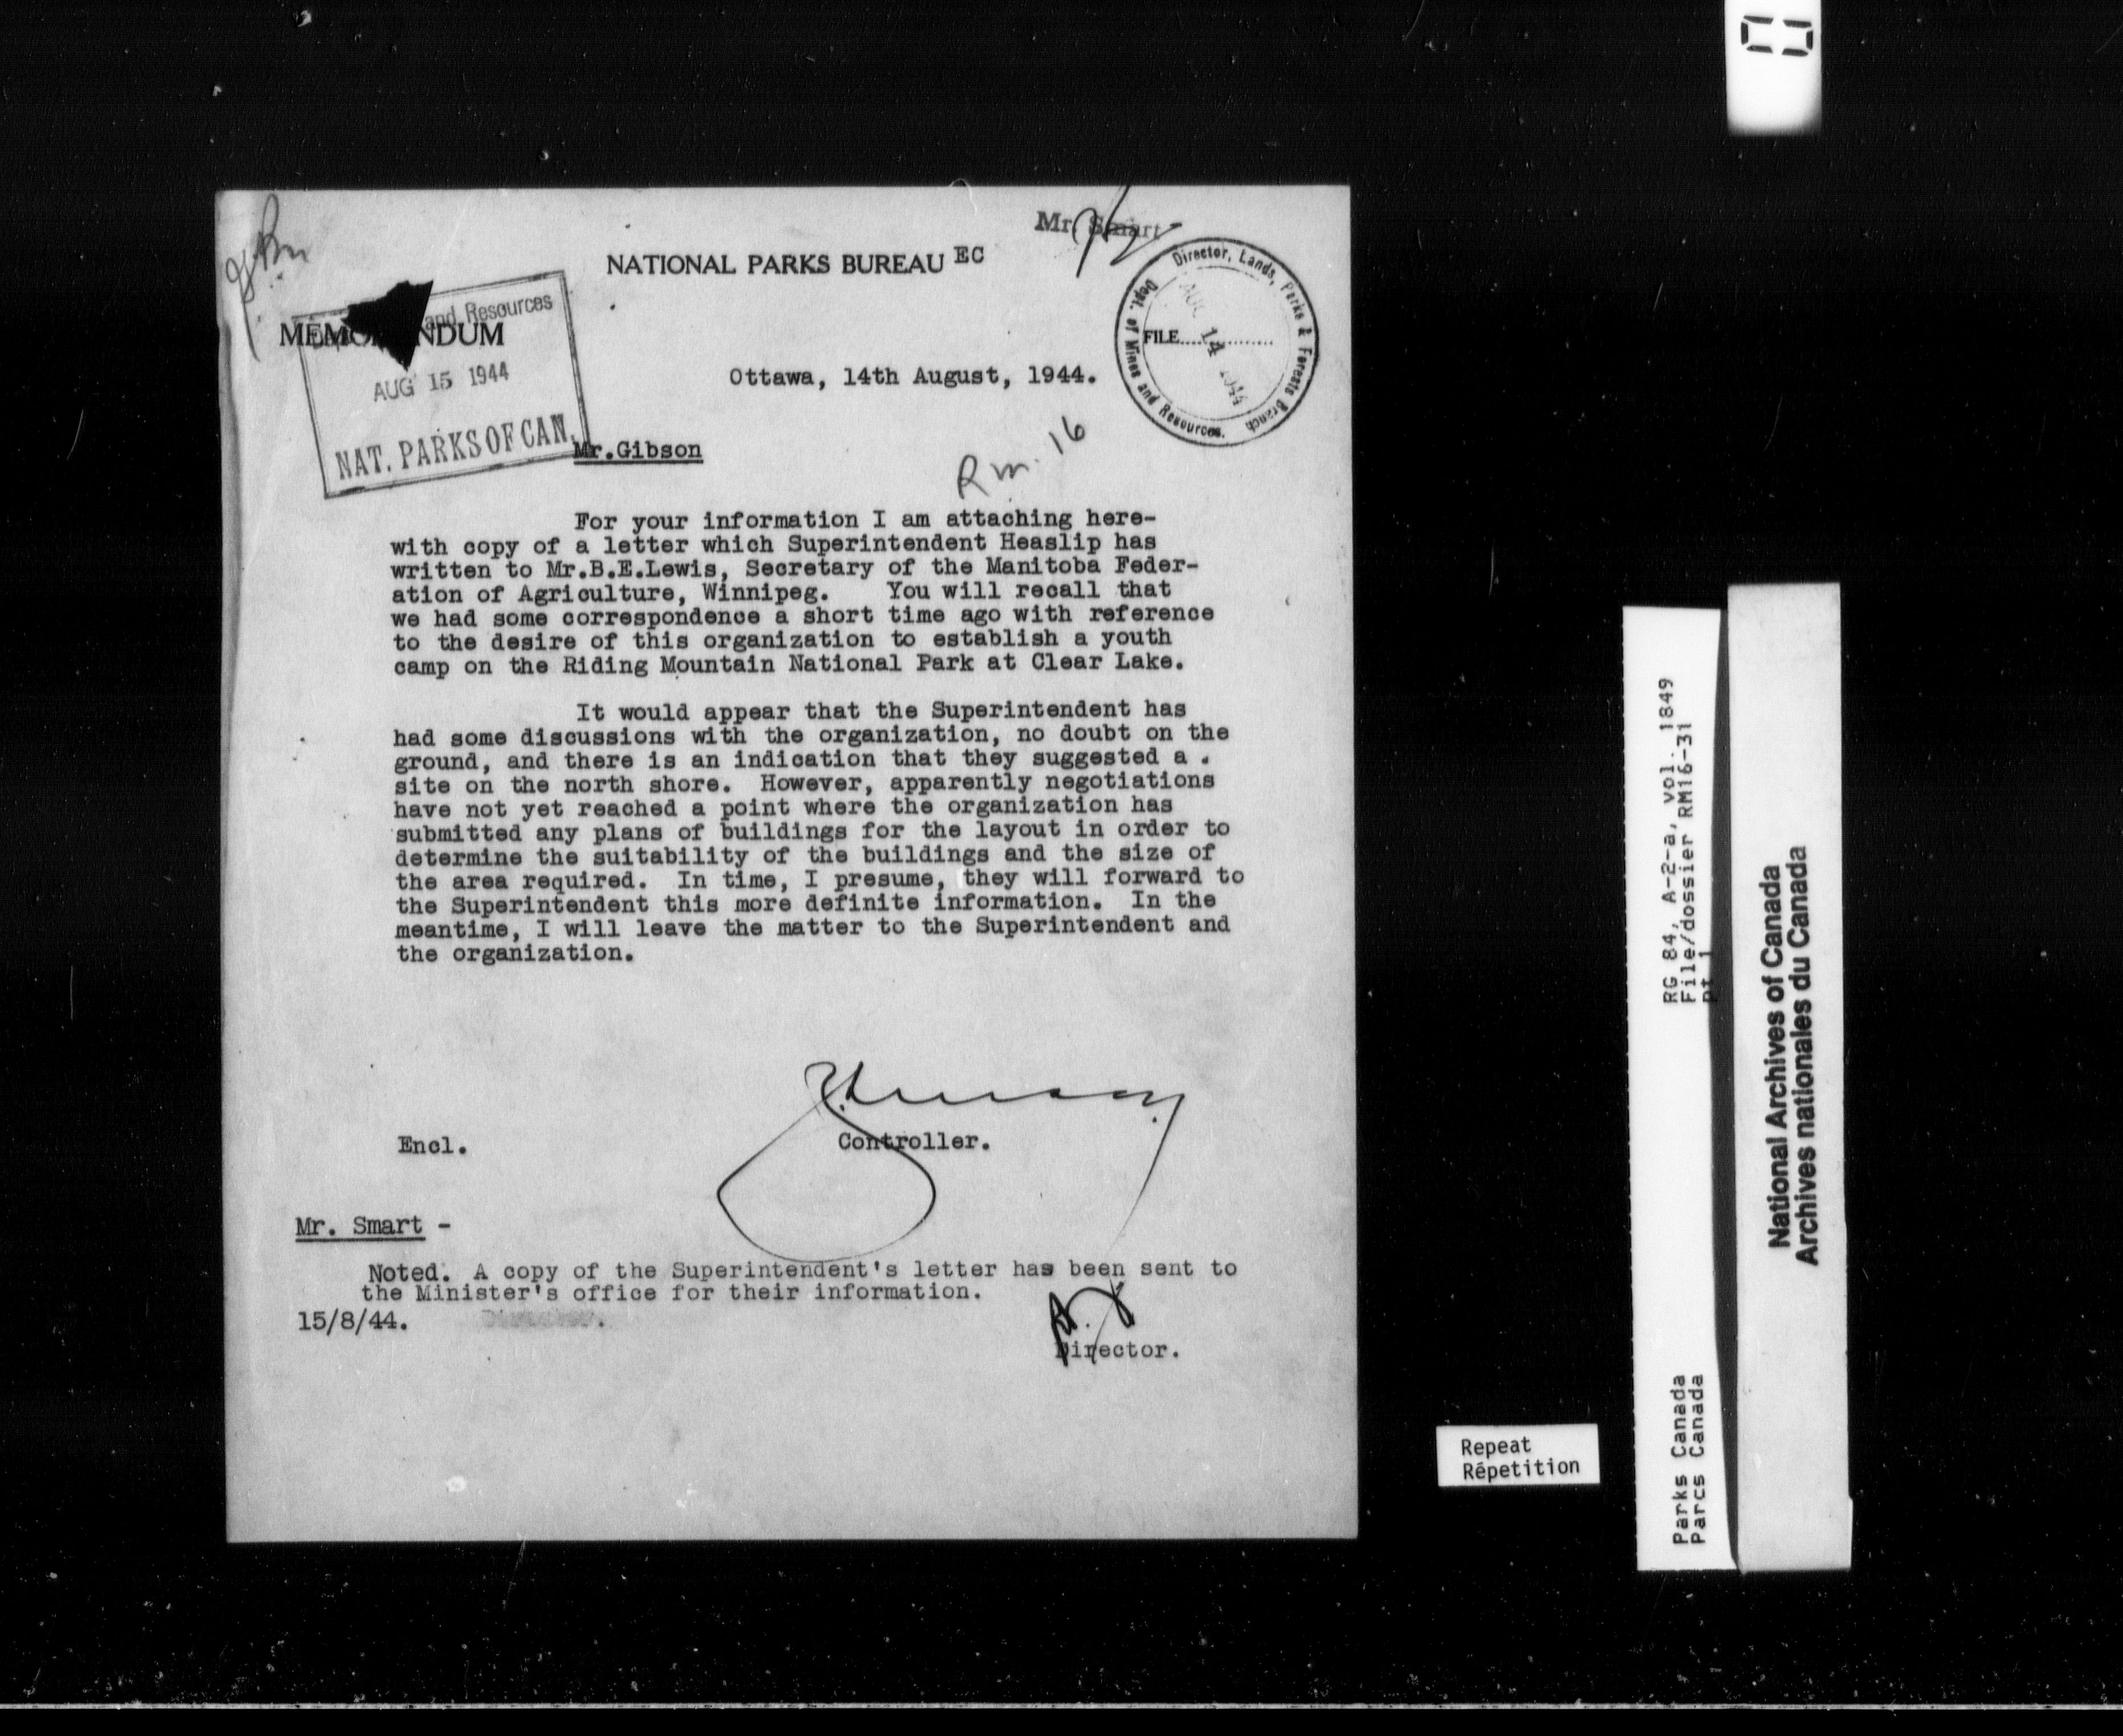 Mr. Smart
NATIONAL PARKS BUREAU EC
and Resources
AUG 15 1944
NAT. PARKS OF CAN.
Director, Lands, Parks & Forests Branch
Dept. of Mines and Resources.
FILE..............
AUG 14 1944
Ottawa, 14th August, 1944.
Mr.Gibson
Rm. 16
For your information I am attaching here-
with copy of a letter which Superintendent Heaslip has
written to Mr.B.E.Lewis, Secretary of the Manitoba Feder-
ation of Agriculture, Winnipeg. You will recall that
we had some correspondence a short time ago with reference
to the desire of this organization to establish a youth
camp on the Riding Mountain National Park at Clear Lake.
It would appear that the Superintendent has
had some discussions with the organization, no doubt on the
ground, and there is an indication that they suggested a .
site on the north shore. However, apparently negotiations
have not yet reached a point where the organization has
submitted any plans of buildings for the layout in order to
determine the suitability of the buildings and the size of
the area required. In time, I presume, they will forward to
the Superintendent this more definite information. In the
meantime, I will leave the matter to the Superintendent and
the organization.
Encl.
Controller.
Mr. Smart -
Noted. A copy of the Superintendent's letter has been sent to
the Minister's office for their information.
15/8/44.
Director.
Repeat
Répetition
RG 84, A-2-a, vol. 1849
File/dossier RM16-31
pt 1
Parks Canada
Parcs Canada
National Archives of Canada
Archives nationales du Canada